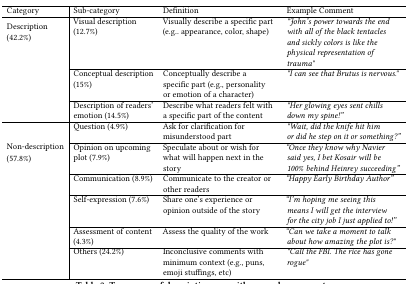 Category Sub-category Definition Example Comment
Description (42.2%) Visual description (12.7%) Visually describe a specific part (e.g.. appearance, color, shape) "John's power towards the end with all of the black tentacles and sickly colors is like the physical representation of trauma"
Conceptual description (15%) Conceptually describe a specific part (e.g., personality or emotion of a character) "I can see that Brutus is nervous."
Description of readers' emotion (14.5%) Describe what readers felt with a specific part of the content "Her glowing eyes sent chills down my spine!"
Non-description (57.8%) Question (4.9%) Ask for clarification for misunderstood part "Wait, did the knife hit him or did he stop on it or something?"
Opinion on upcoming plot (7.9%) Speculate about or wish for what will happen next in the story "Once they know why Navier said yes, I bet Kosair will be 100% behind Heinrey succeeding"
Communication (8.9%) Communicate to the creator or other readers "Happy Early Birthday Author"
Self-expression (7.6%) Share one's experience or opinion outside of the story "I'm hoping me seeing this means I will get the interview for the city job I just applied to!"
Assessment of content (4.3%) Assess the quality of the work "Can we take a moment to talk about how amazing the plot is?"
Others (24.2%) Inconclusive comments with minimum context (e.g., puns, emoji stuffings, etc) "Call the FBI. The rice has gone rogue"